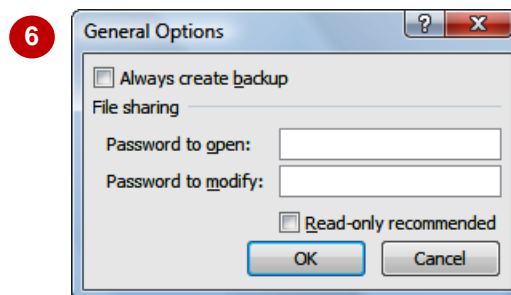 6
General Options
?
X
Always create backup
File sharing
Password to open:
Password to modify:
Read-only recommended
OK
Cancel